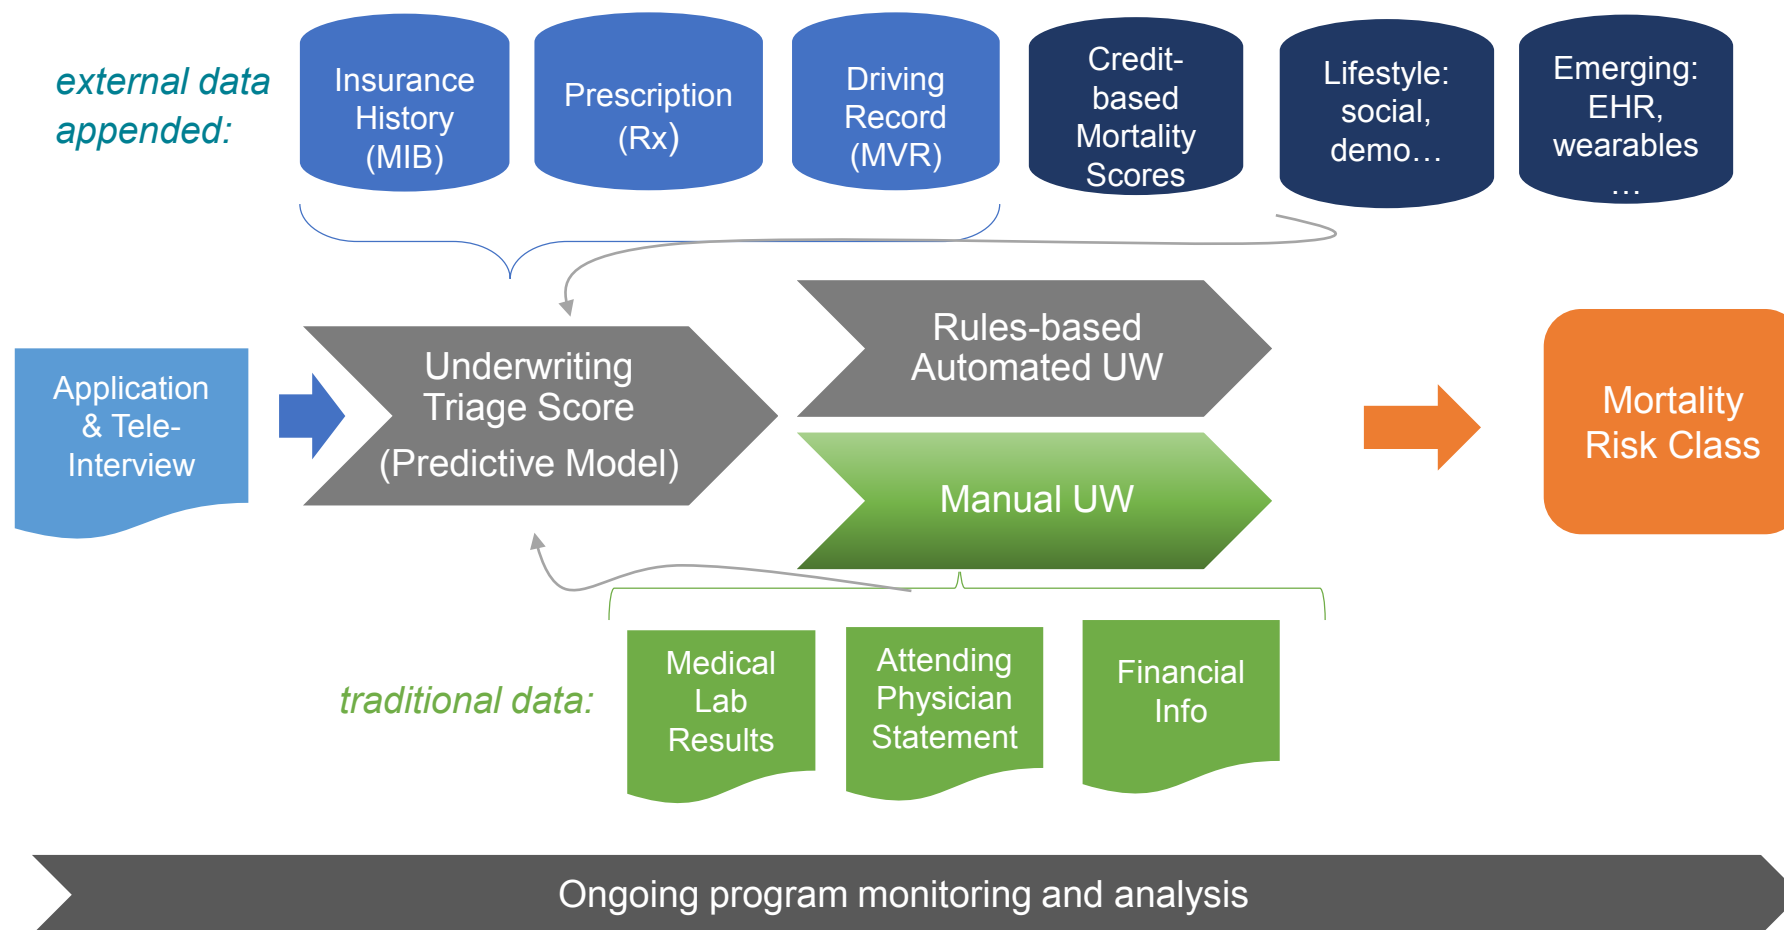 external data
appended:
Insurance
History
(MIB)
Prescription
(Rx)
Driving
Record
(MVR)
Credit-
based
Mortality
Scores
Lifestyle:
social,
demo…
Emerging:
EHR,
wearables
…
Application
& Tele-
Interview
Underwriting
Triage Score
(Predictive Model)
Rules-based
Automated UW
Manual UW
Mortality
Risk Class
traditional data:
Medical
Lab
Results
Attending
Physician
Statement
Financial
Info
Ongoing program monitoring and analysis